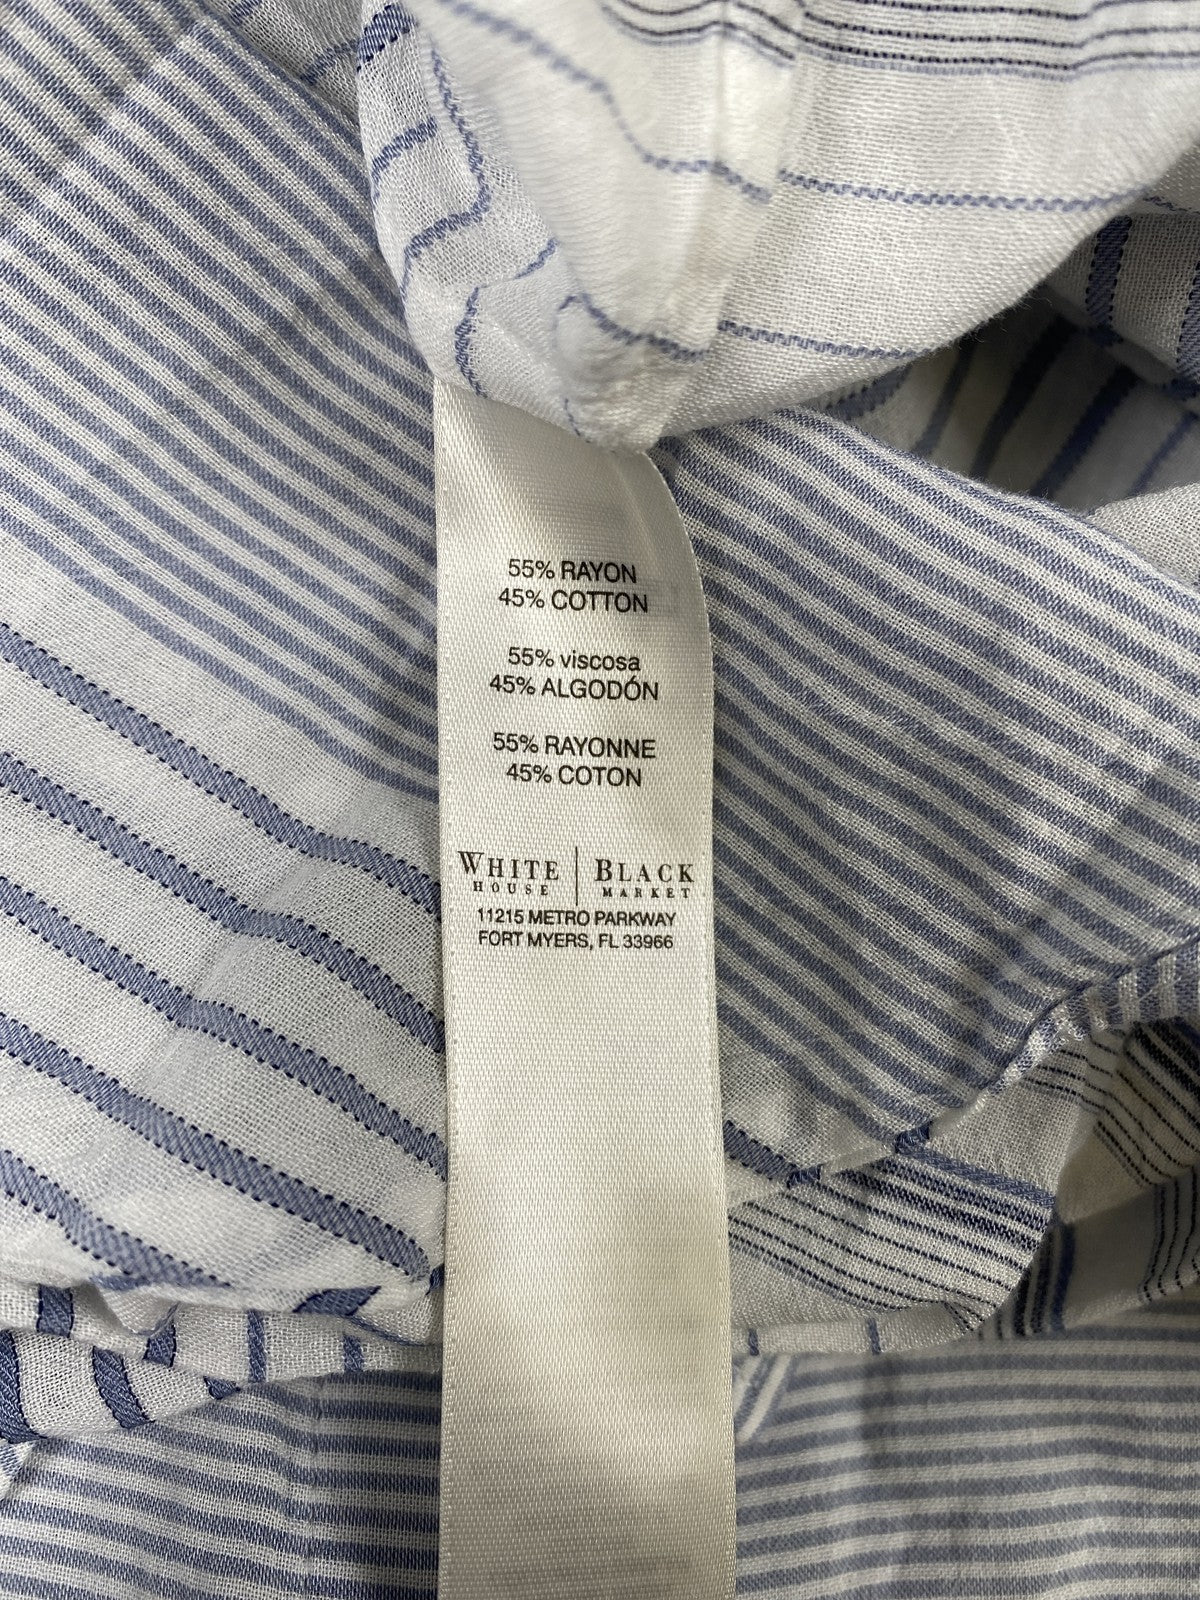 55% RAYON
45% COTTON
55% viscosa
45% ALGODÓN
55% RAYONNE
45% COTON
WHITE HOUSE | BLACK MARKET
11215 METRO PARKWAY
FORT MYERS, FL 33966